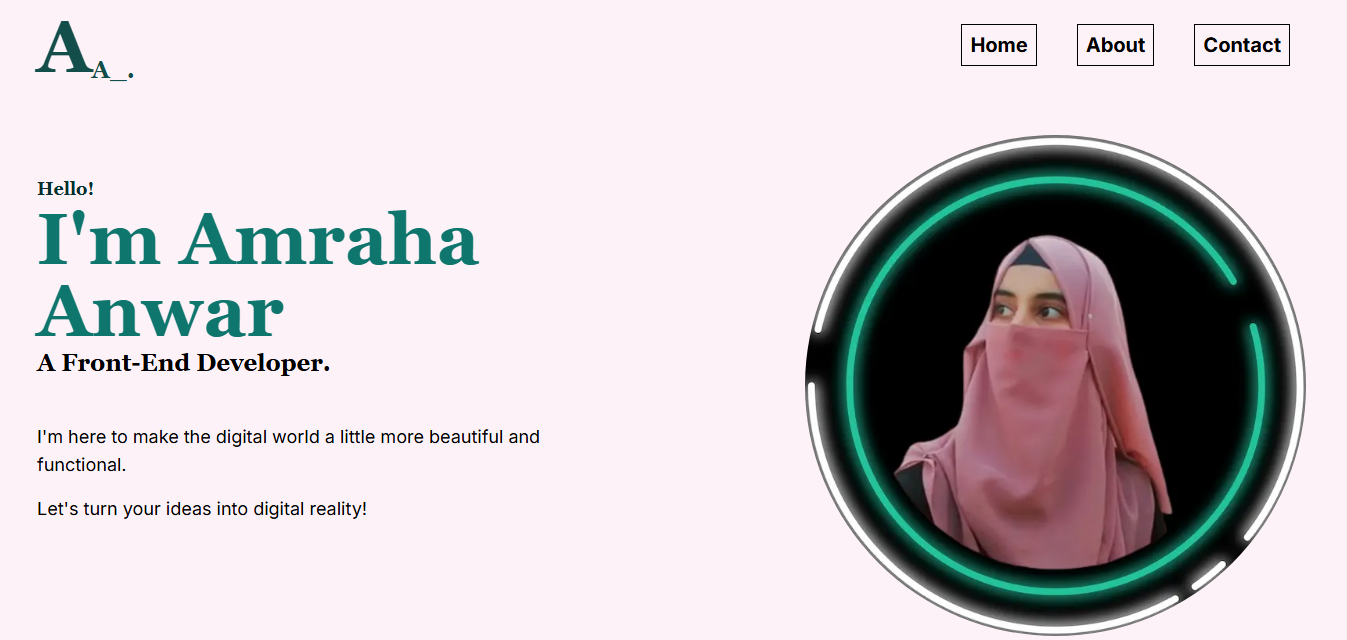 AA_.
Home About Contact
Hello!
I'm Amraha
Anwar
A Front-End Developer.
I'm here to make the digital world a little more beautiful and
functional.
Let's turn your ideas into digital reality!